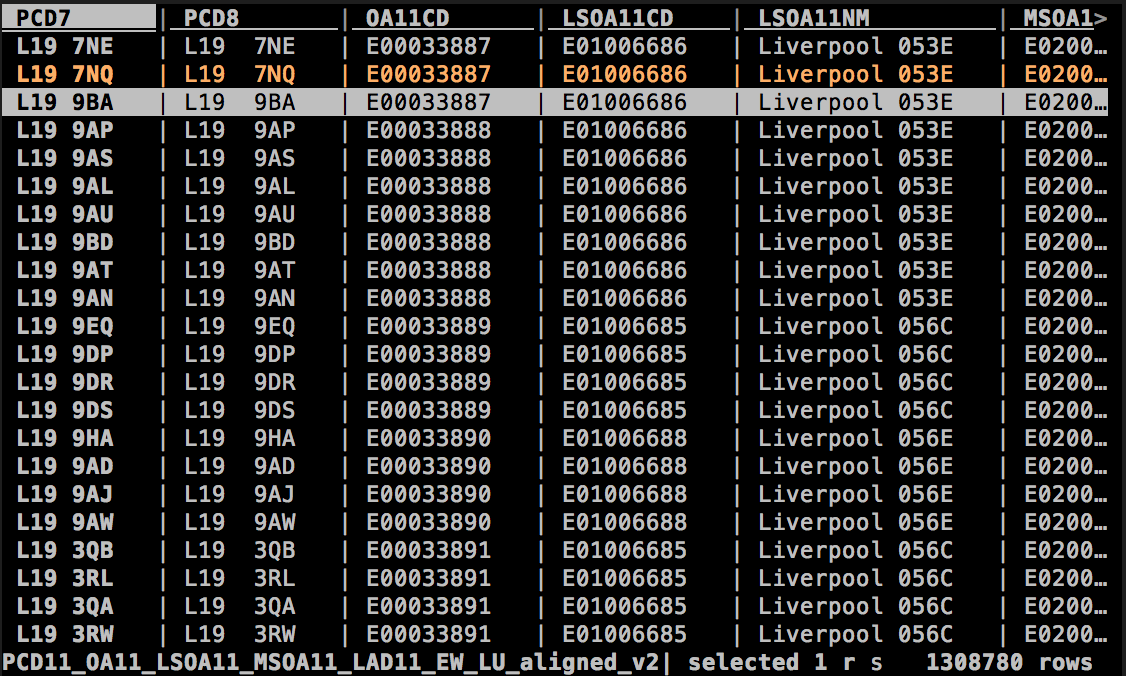 PCD7 | PCD8 | OA11CD | LSOA11CD | LSOA11NM | MSOA1>
L19 7NE | L19  7NE | E00033887 | E01006686 | Liverpool 053E | E0200…
L19 7NQ | L19  7NQ | E00033887 | E01006686 | Liverpool 053E | E0200…
L19 9BA | L19  9BA | E00033887 | E01006686 | Liverpool 053E | E0200…
L19 9AP | L19  9AP | E00033888 | E01006686 | Liverpool 053E | E0200…
L19 9AS | L19  9AS | E00033888 | E01006686 | Liverpool 053E | E0200…
L19 9AL | L19  9AL | E00033888 | E01006686 | Liverpool 053E | E0200…
L19 9AU | L19  9AU | E00033888 | E01006686 | Liverpool 053E | E0200…
L19 9BD | L19  9BD | E00033888 | E01006686 | Liverpool 053E | E0200…
L19 9AT | L19  9AT | E00033888 | E01006686 | Liverpool 053E | E0200…
L19 9AN | L19  9AN | E00033888 | E01006686 | Liverpool 053E | E0200…
L19 9EQ | L19  9EQ | E00033889 | E01006685 | Liverpool 056C | E0200…
L19 9DP | L19  9DP | E00033889 | E01006685 | Liverpool 056C | E0200…
L19 9DR | L19  9DR | E00033889 | E01006685 | Liverpool 056C | E0200…
L19 9DS | L19  9DS | E00033889 | E01006685 | Liverpool 056C | E0200…
L19 9HA | L19  9HA | E00033890 | E01006688 | Liverpool 056E | E0200…
L19 9AD | L19  9AD | E00033890 | E01006688 | Liverpool 056E | E0200…
L19 9AJ | L19  9AJ | E00033890 | E01006688 | Liverpool 056E | E0200…
L19 9AW | L19  9AW | E00033890 | E01006688 | Liverpool 056E | E0200…
L19 3QB | L19  3QB | E00033891 | E01006685 | Liverpool 056C | E0200…
L19 3RL | L19  3RL | E00033891 | E01006685 | Liverpool 056C | E0200…
L19 3QA | L19  3QA | E00033891 | E01006685 | Liverpool 056C | E0200…
L19 3RW | L19  3RW | E00033891 | E01006685 | Liverpool 056C | E0200…
PCD11_OA11_LSOA11_MSOA11_LAD11_EW_LU_aligned_v2| selected 1 r s   1308780 rows